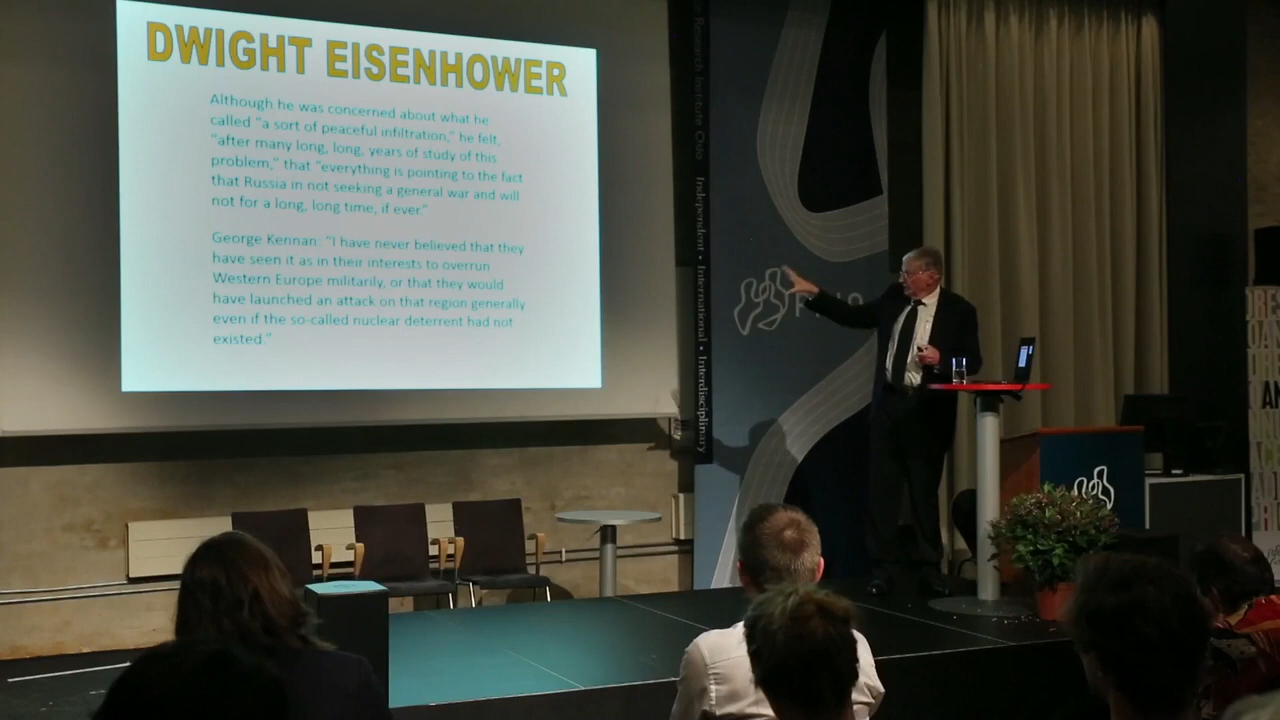 DWIGHT EISENHOWER
Although he was concerned about what he
called "a sort of peaceful infiltration," he felt,
"after many long, long, years of study of this
problem," that "everything is pointing to the fact
that Russia in not seeking a general war and will
not for a long, long time, if ever."
George Kennan: "I have never believed that they
have seen it as in their interests to overrun
Western Europe militarily, or that they would
have launched an attack on that region generally
even if the so-called nuclear deterrent had not
existed."
Research Institute Oslo Independent • International • Interdisciplinary